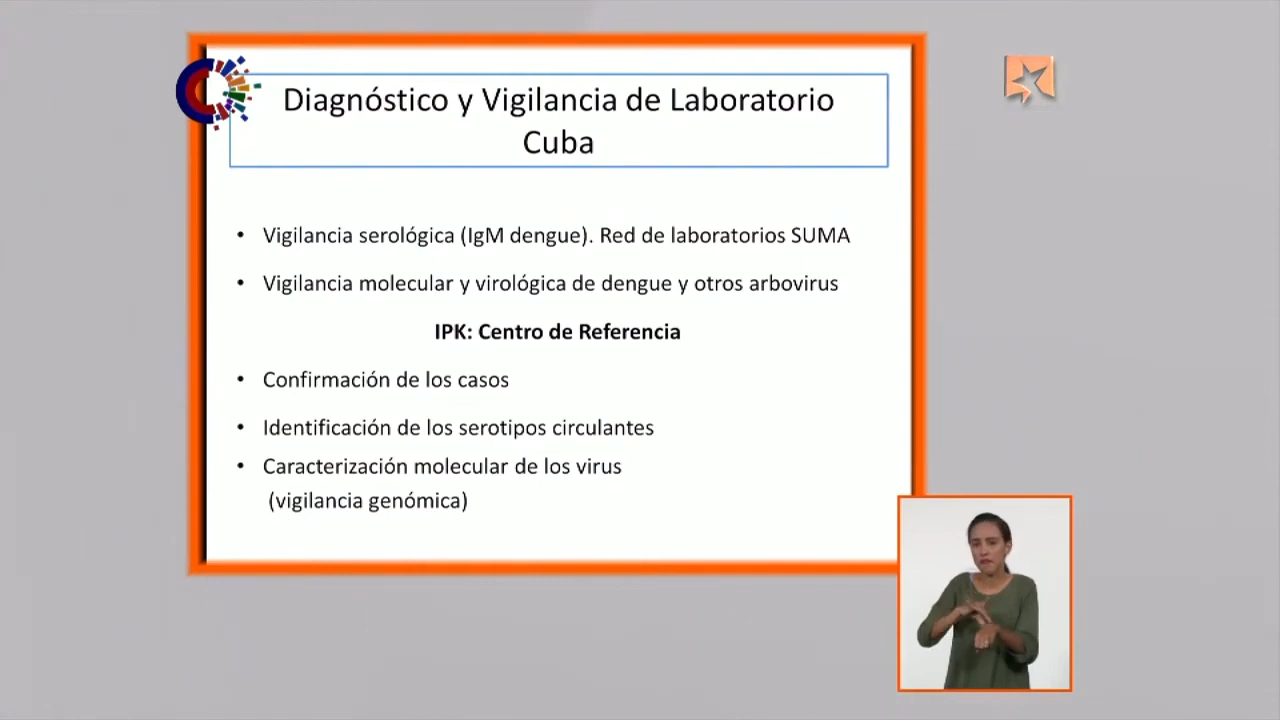 Diagnóstico y Vigilancia de Laboratorio
Cuba
• Vigilancia serológica (IgM dengue). Red de laboratorios SUMA
• Vigilancia molecular y virológica de dengue y otros arbovirus
IPK: Centro de Referencia
• Confirmación de los casos
• Identificación de los serotipos circulantes
• Caracterización molecular de los virus
(vigilancia genómica)